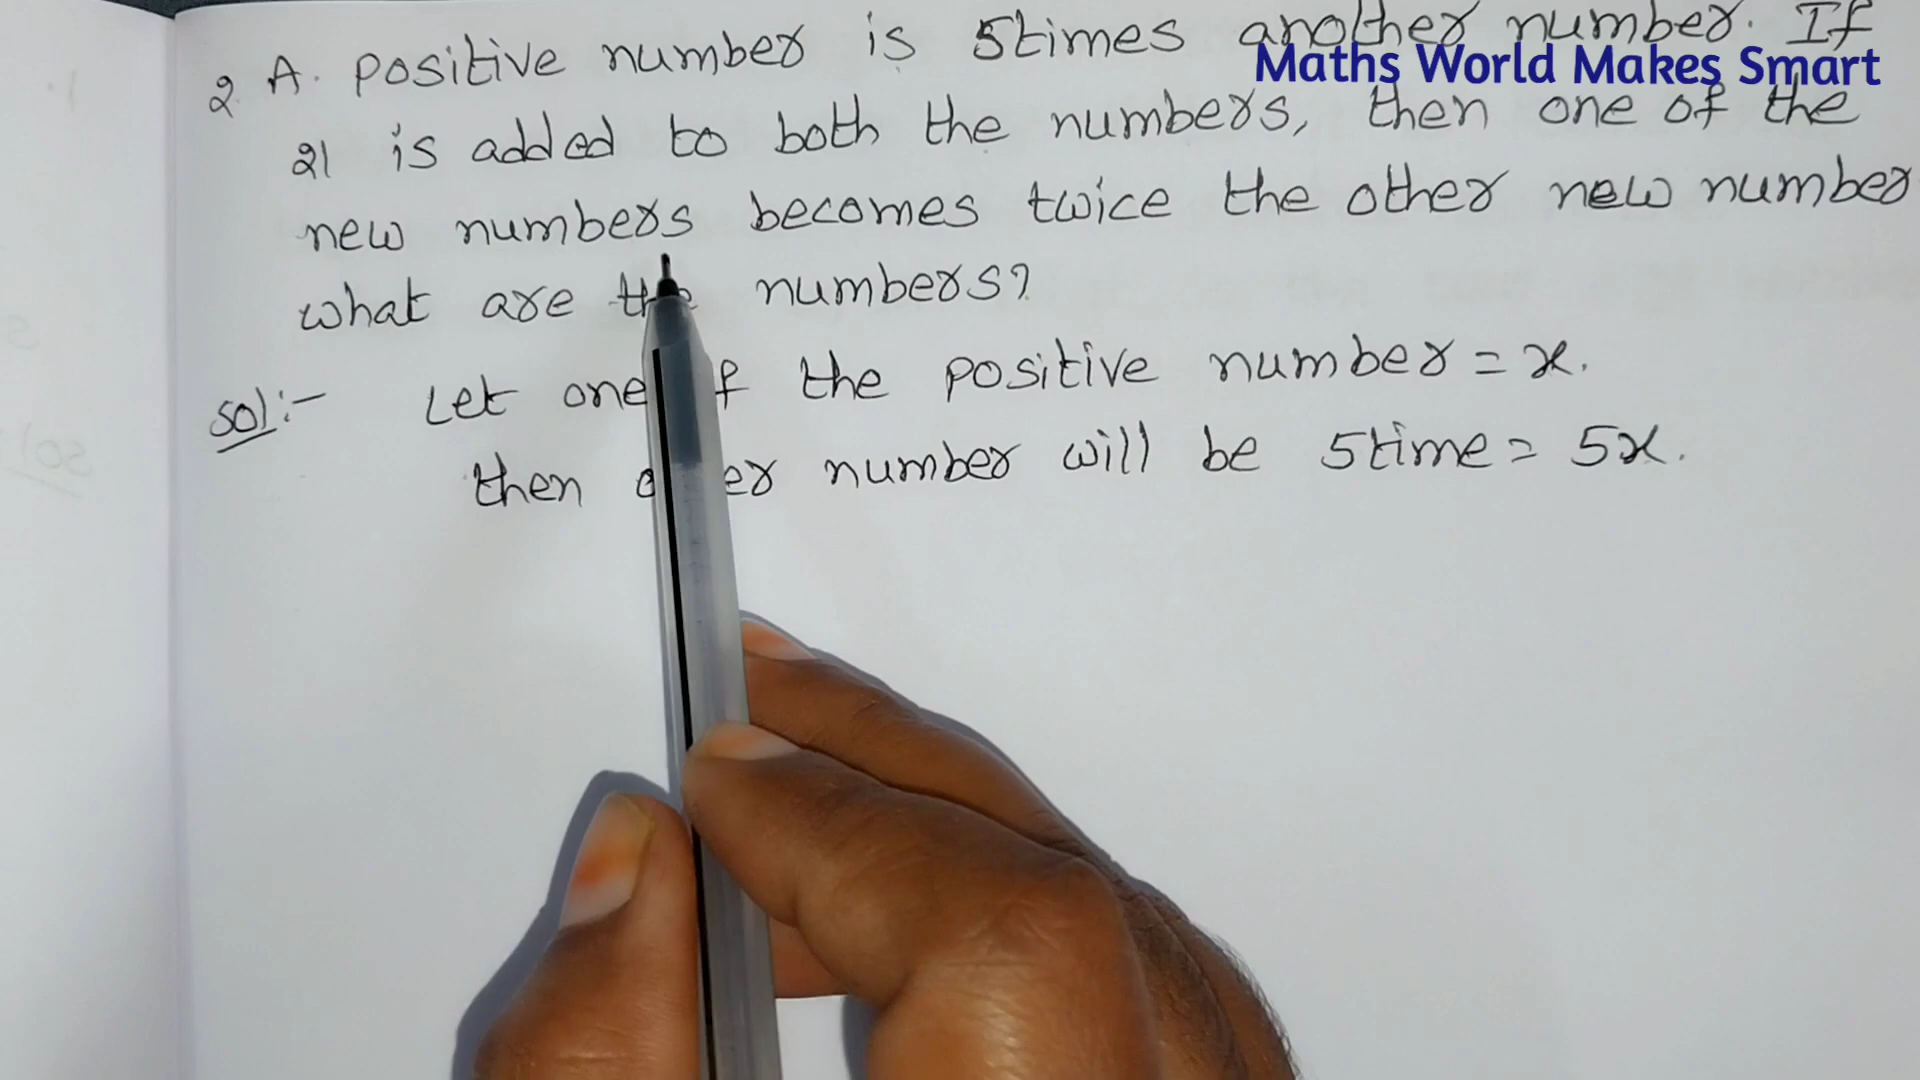 2. A. positive number is 5times another number. If
Maths World Makes Smart
21 is added to both the numbers, then one of the
new numbers becomes twice the other new number
what are the numbers?
Sol:- Let one of the positive number = x.
then number will be 5time = 5x.